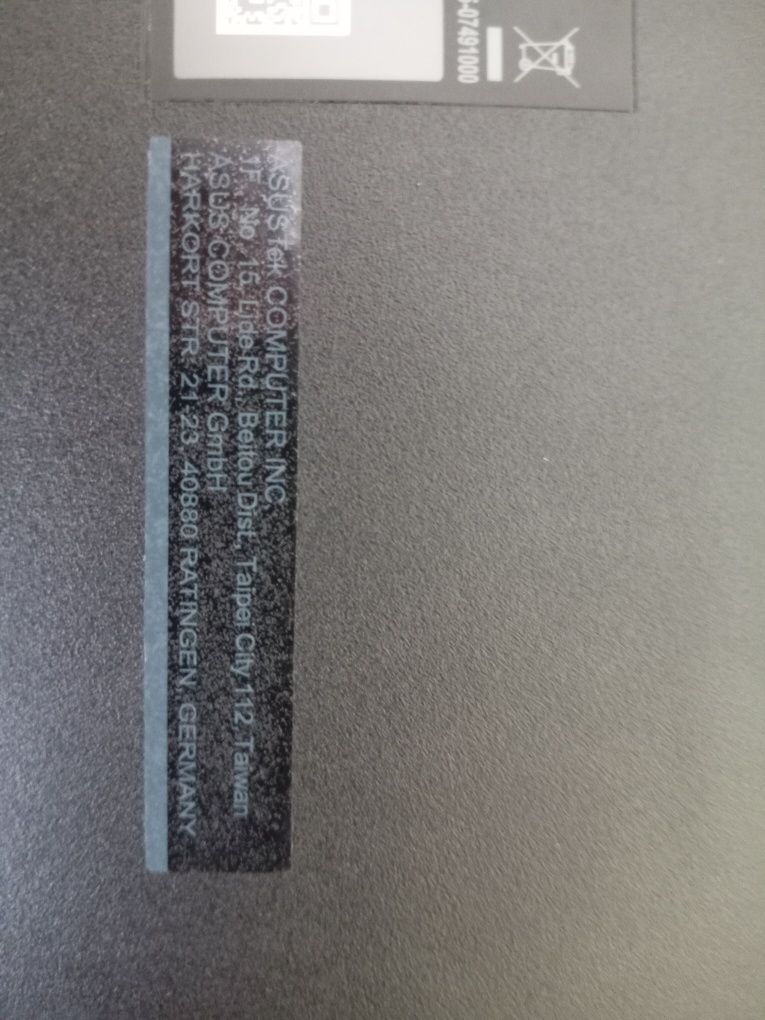 -07491000
ASUSTek COMPUTER INC.
1F., No. 15, Lide Rd., Beitou Dist., Taipei City 112, Taiwan
ASUS COMPUTER GmbH
HARKORT STR. 21-23, 40880 RATINGEN, GERMANY